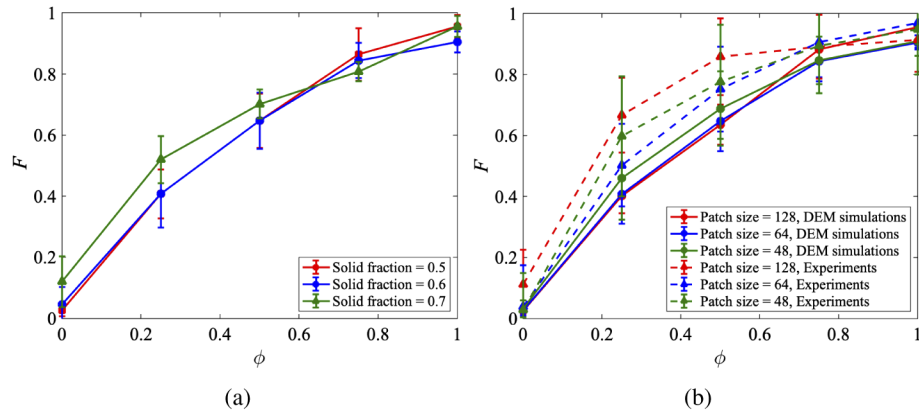 1
0.8
0.6
F
0.4
0.2
0
0
0.2
0.4
0.6
0.8
1
ϕ
Solid fraction = 0.5
Solid fraction = 0.6
Solid fraction = 0.7
(a)
1
0.8
0.6
F
0.4
0.2
0
0
0.2
0.4
0.6
0.8
1
ϕ
Patch size = 128, DEM simulations
Patch size = 64, DEM simulations
Patch size = 48, DEM simulations
Patch size = 128, Experiments
Patch size = 64, Experiments
Patch size = 48, Experiments
(b)